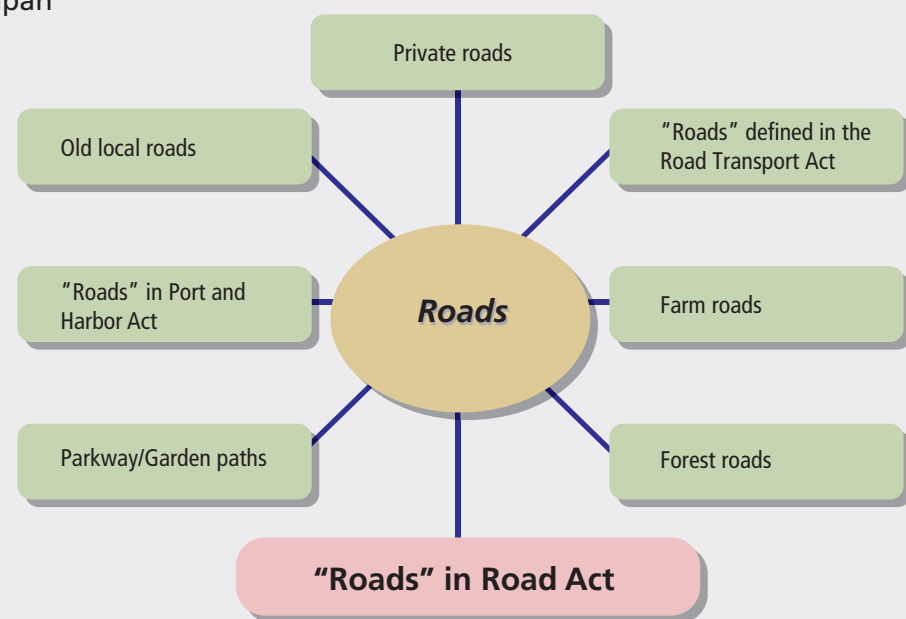 Private roads
Old local roads
“Roads” defined in the
Road Transport Act
“Roads” in Port and
Harbor Act
Roads
Farm roads
Parkway/Garden paths
Forest roads
“Roads” in Road Act